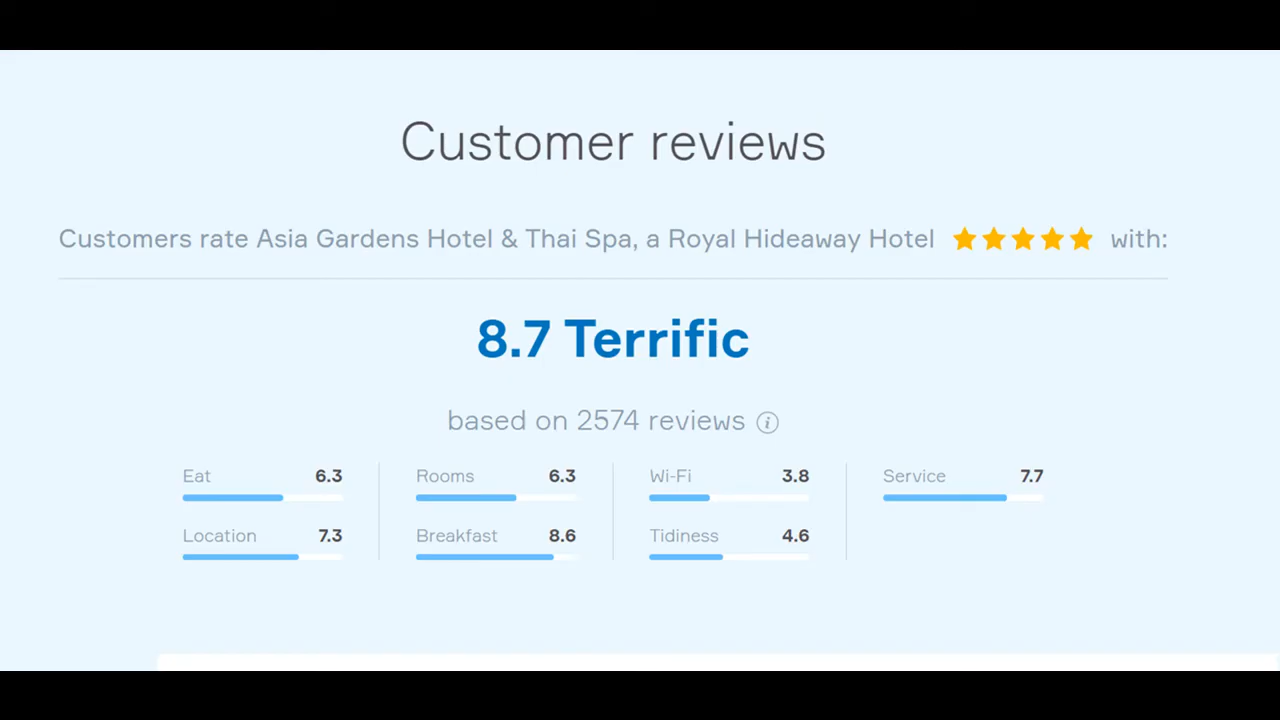 Customer reviews
Customers rate Asia Gardens Hotel & Thai Spa, a Royal Hideaway Hotel with:
8.7 Terrific
based on 2574 reviews
Eat 6.3
Rooms 6.3
Wi-Fi 3.8
Service 7.7
Location 7.3
Breakfast 8.6
Tidiness 4.6